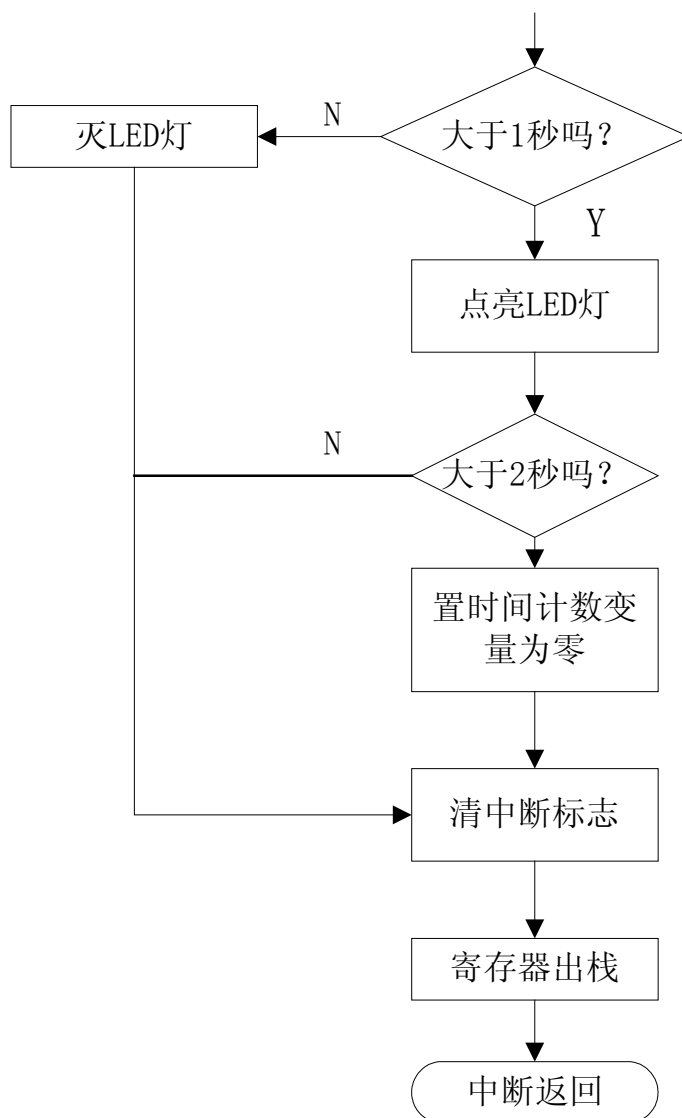 大于1秒吗?
N
灭LED灯
Y
点亮LED灯
N
大于2秒吗?
置时间计数变
量为零
清中断标志
寄存器出栈
中断返回